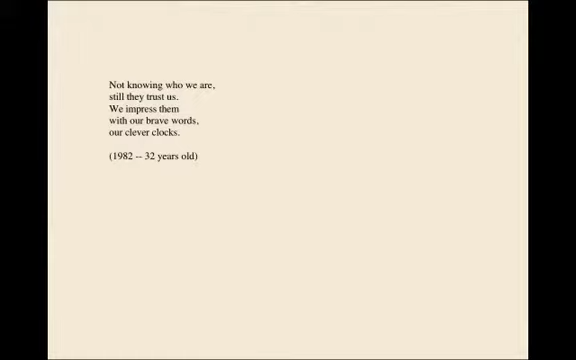 Not knowing who we are,
still they trust us.
We impress them
with our brave words,
our clever clocks.
(1982 -- 32 years old)